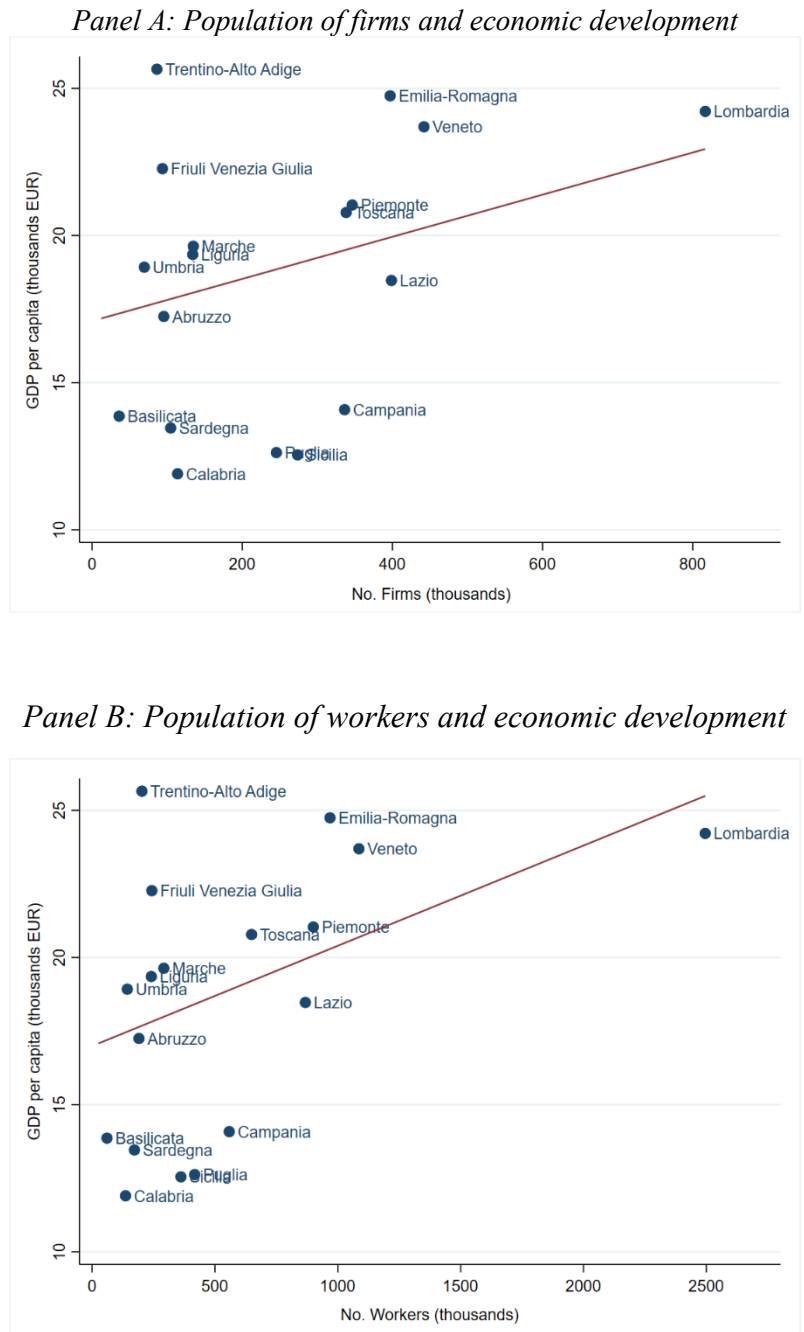 Panel A: Population of firms and economic development
Trentino-Alto Adige
Emilia-Romagna
Lombardia
Veneto
Friuli Venezia Giulia
Piemonte
Toscana
Marche
Liguria
Umbria
Lazio
Abruzzo
Campania
Basilicata
Sardegna
Puglia
Sicilia
Calabria
GDP per capita (thousands EUR)
25
20
15
10
0 200 400 600 800
No. Firms (thousands)
Panel B: Population of workers and economic development
Trentino-Alto Adige
Emilia-Romagna
Lombardia
Veneto
Friuli Venezia Giulia
Piemonte
Toscana
Marche
Liguria
Umbria
Lazio
Abruzzo
Campania
Basilicata
Sardegna
Puglia
Sicilia
Calabria
GDP per capita (thousands EUR)
25
20
15
10
0 500 1000 1500 2000 2500
No. Workers (thousands)